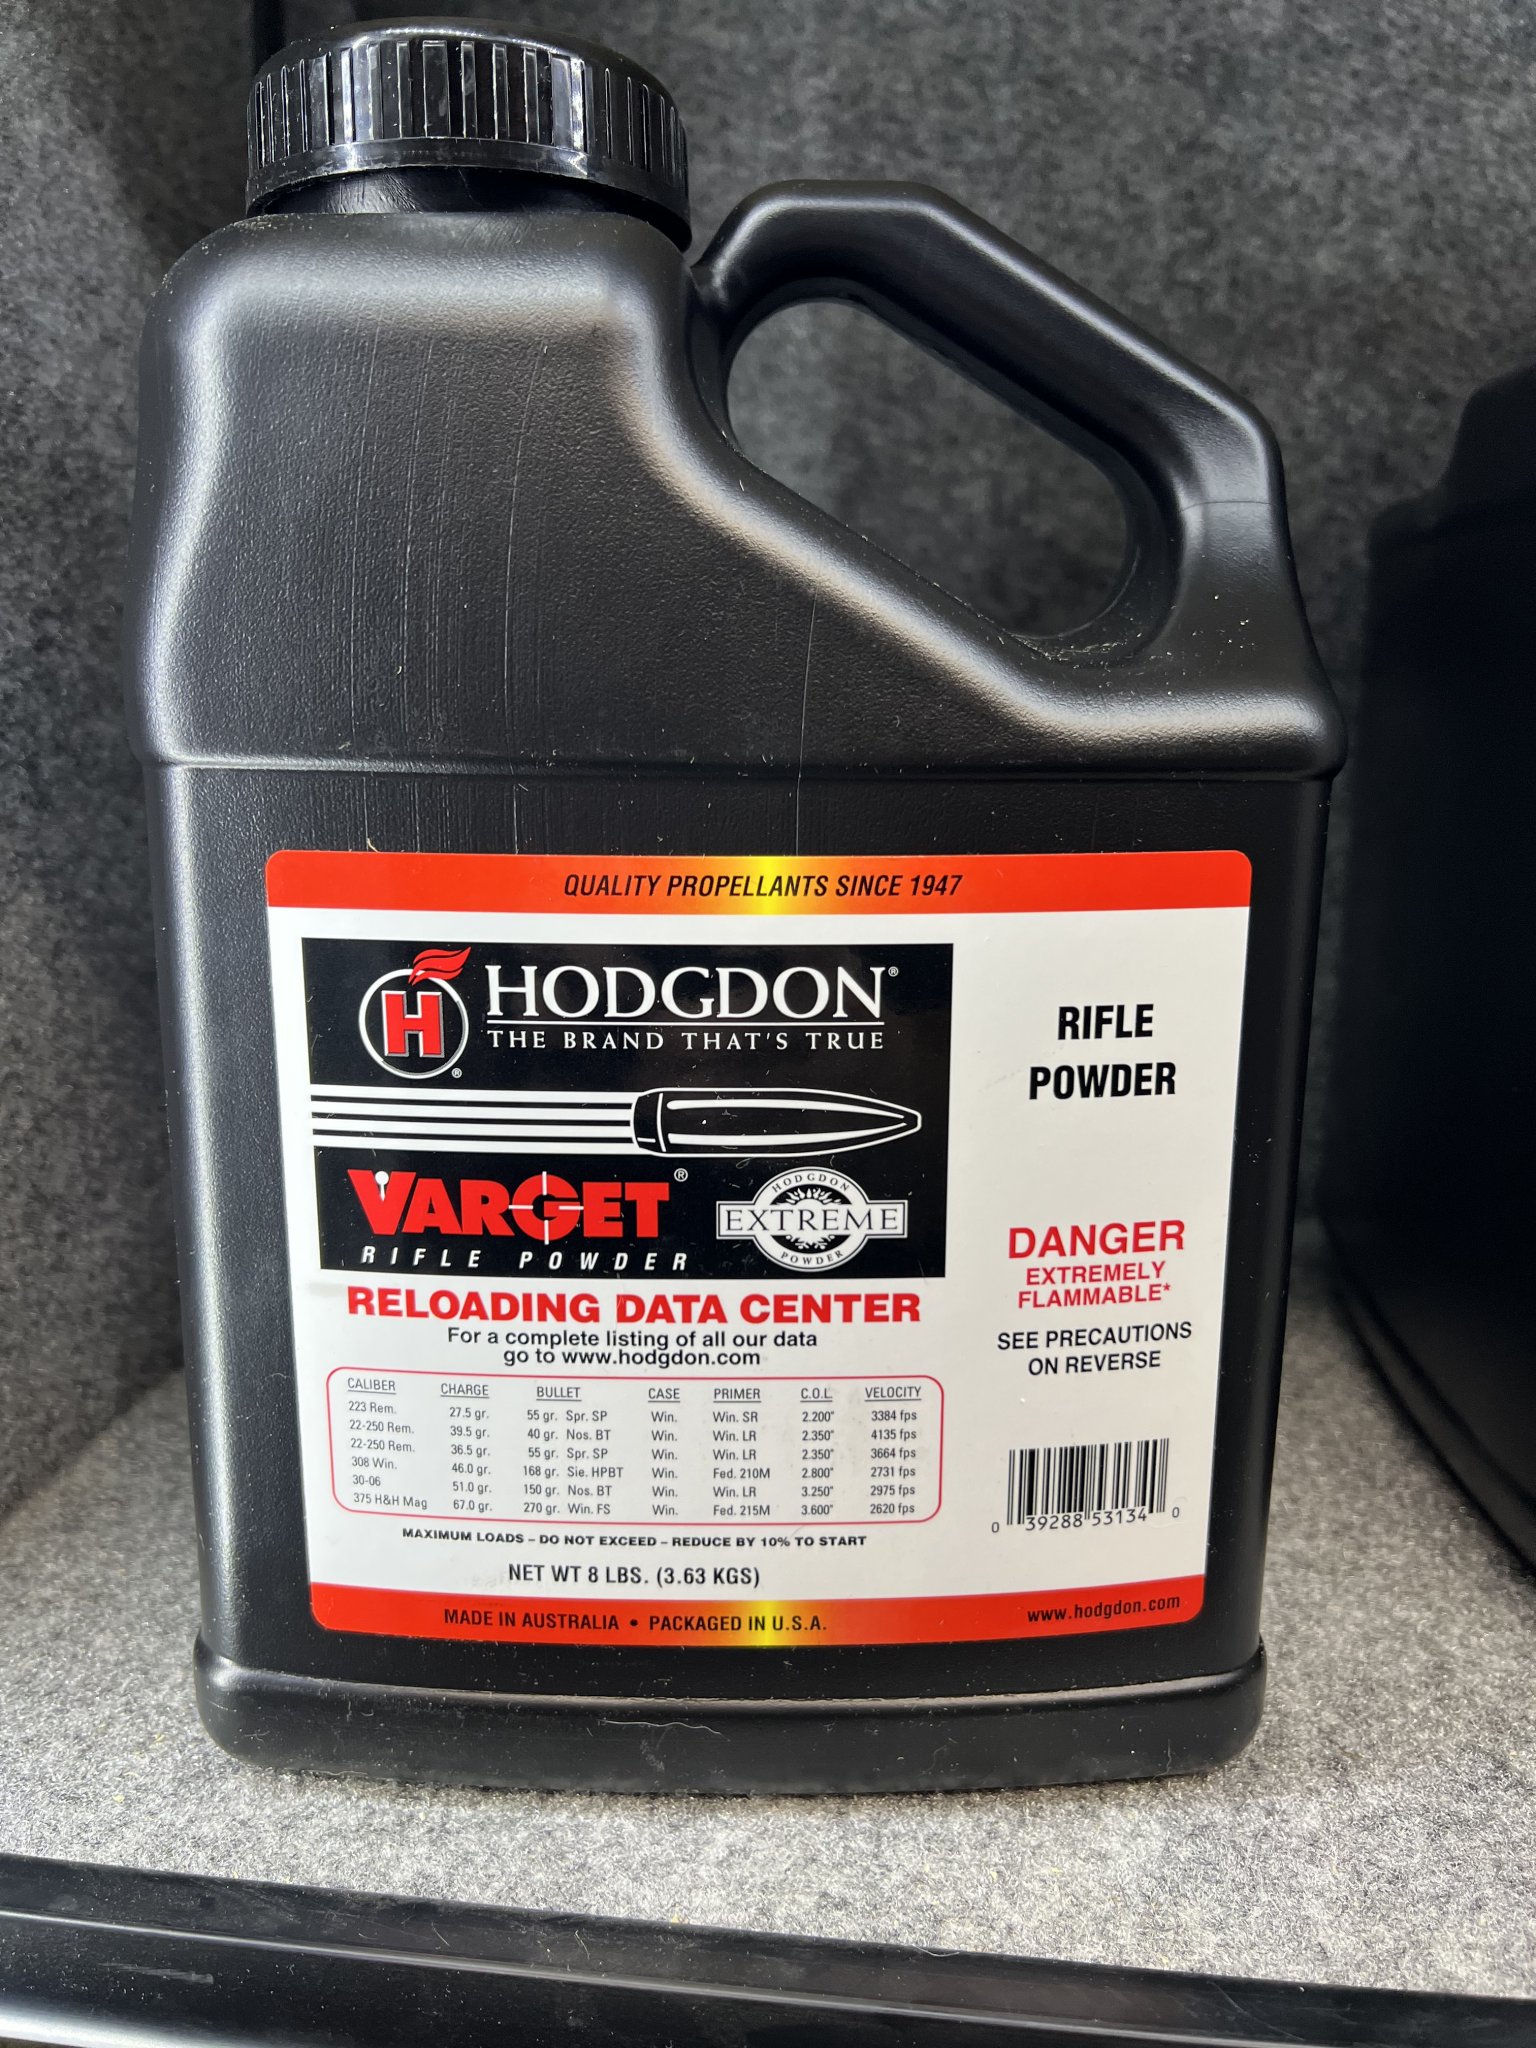 QUALITY PROPELLANTS SINCE 1947
H ®
HODGDON®
THE BRAND THAT'S TRUE
RIFLE
POWDER
VARGET®
RIFLE POWDER
HODGDON
EXTREME
POWDER
DANGER
EXTREMELY
FLAMMABLE*
SEE PRECAUTIONS
ON REVERSE
RELOADING DATA CENTER
For a complete listing of all our data
go to www.hodgdon.com
CALIBER CHARGE BULLET CASE PRIMER C.O.L. VELOCITY
223 Rem. 27.5 gr. 55 gr. Spr. SP Win. Win. SR 2.200" 3384 fps
22-250 Rem. 39.5 gr. 40 gr. Nos. BT Win. Win. LR 2.350" 4135 fps
22-250 Rem. 36.5 gr. 55 gr. Spr. SP Win. Win. LR 2.350" 3664 fps
308 Win. 46.0 gr. 168 gr. Sie. HPBT Win. Fed. 210M 2.800" 2731 fps
30-06 51.0 gr. 150 gr. Nos. BT Win. Win. LR 3.250" 2975 fps
375 H&H Mag 67.0 gr. 270 gr. Win. FS Win. Fed. 215M 3.600" 2620 fps
MAXIMUM LOADS – DO NOT EXCEED – REDUCE BY 10% TO START
NET WT 8 LBS. (3.63 KGS)
0 39288 53134 0
MADE IN AUSTRALIA • PACKAGED IN U.S.A.
www.hodgdon.com